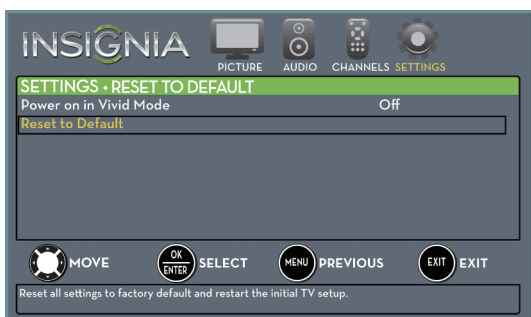 INSIGNIA
PICTURE AUDIO CHANNELS SETTINGS
SETTINGS • RESET TO DEFAULT
Power on in Vivid Mode Off
Reset to Default
MOVE OK ENTER SELECT MENU PREVIOUS EXIT EXIT
Reset all settings to factory default and restart the initial TV setup.